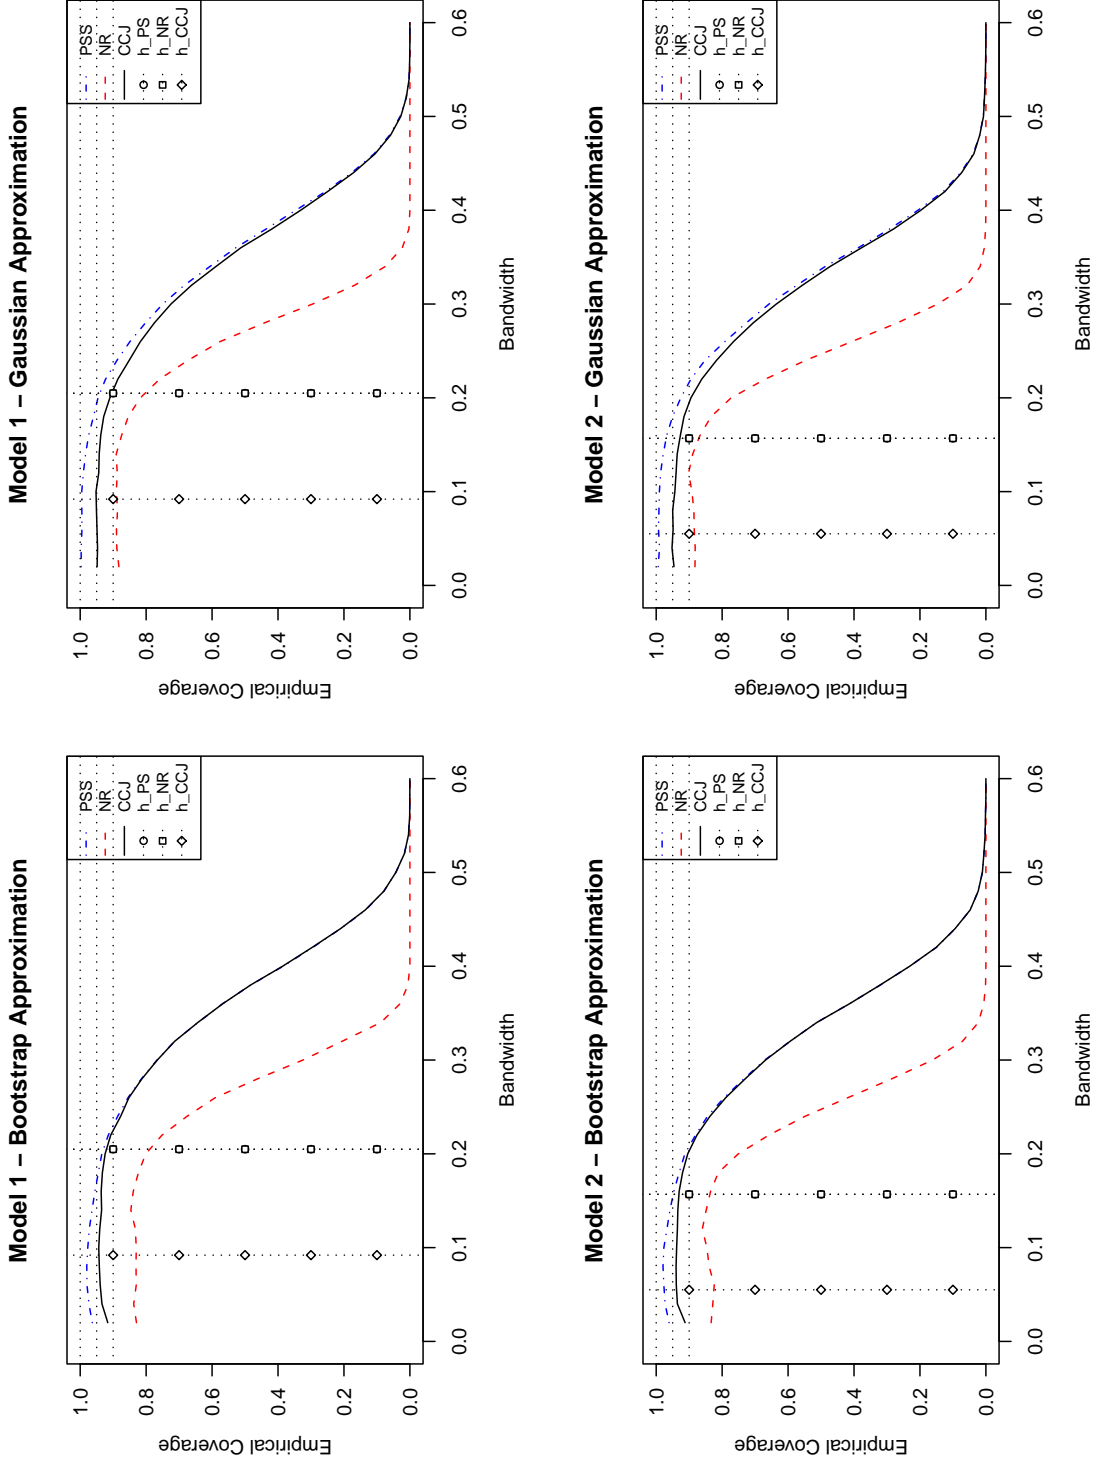 Model 1 – Bootstrap Approximation
Empirical Coverage
1.0
0.8
0.6
0.4
0.2
0.0
PSS
NR
CCJ
h_PS
h_NR
h_CCJ
0.0 0.1 0.2 0.3 0.4 0.5 0.6
Bandwidth
Model 1 – Gaussian Approximation
Empirical Coverage
1.0
0.8
0.6
0.4
0.2
0.0
PSS
NR
CCJ
h_PS
h_NR
h_CCJ
0.0 0.1 0.2 0.3 0.4 0.5 0.6
Bandwidth
Model 2 – Bootstrap Approximation
Empirical Coverage
1.0
0.8
0.6
0.4
0.2
0.0
PSS
NR
CCJ
h_PS
h_NR
h_CCJ
0.0 0.1 0.2 0.3 0.4 0.5 0.6
Bandwidth
Model 2 – Gaussian Approximation
Empirical Coverage
1.0
0.8
0.6
0.4
0.2
0.0
PSS
NR
CCJ
h_PS
h_NR
h_CCJ
0.0 0.1 0.2 0.3 0.4 0.5 0.6
Bandwidth